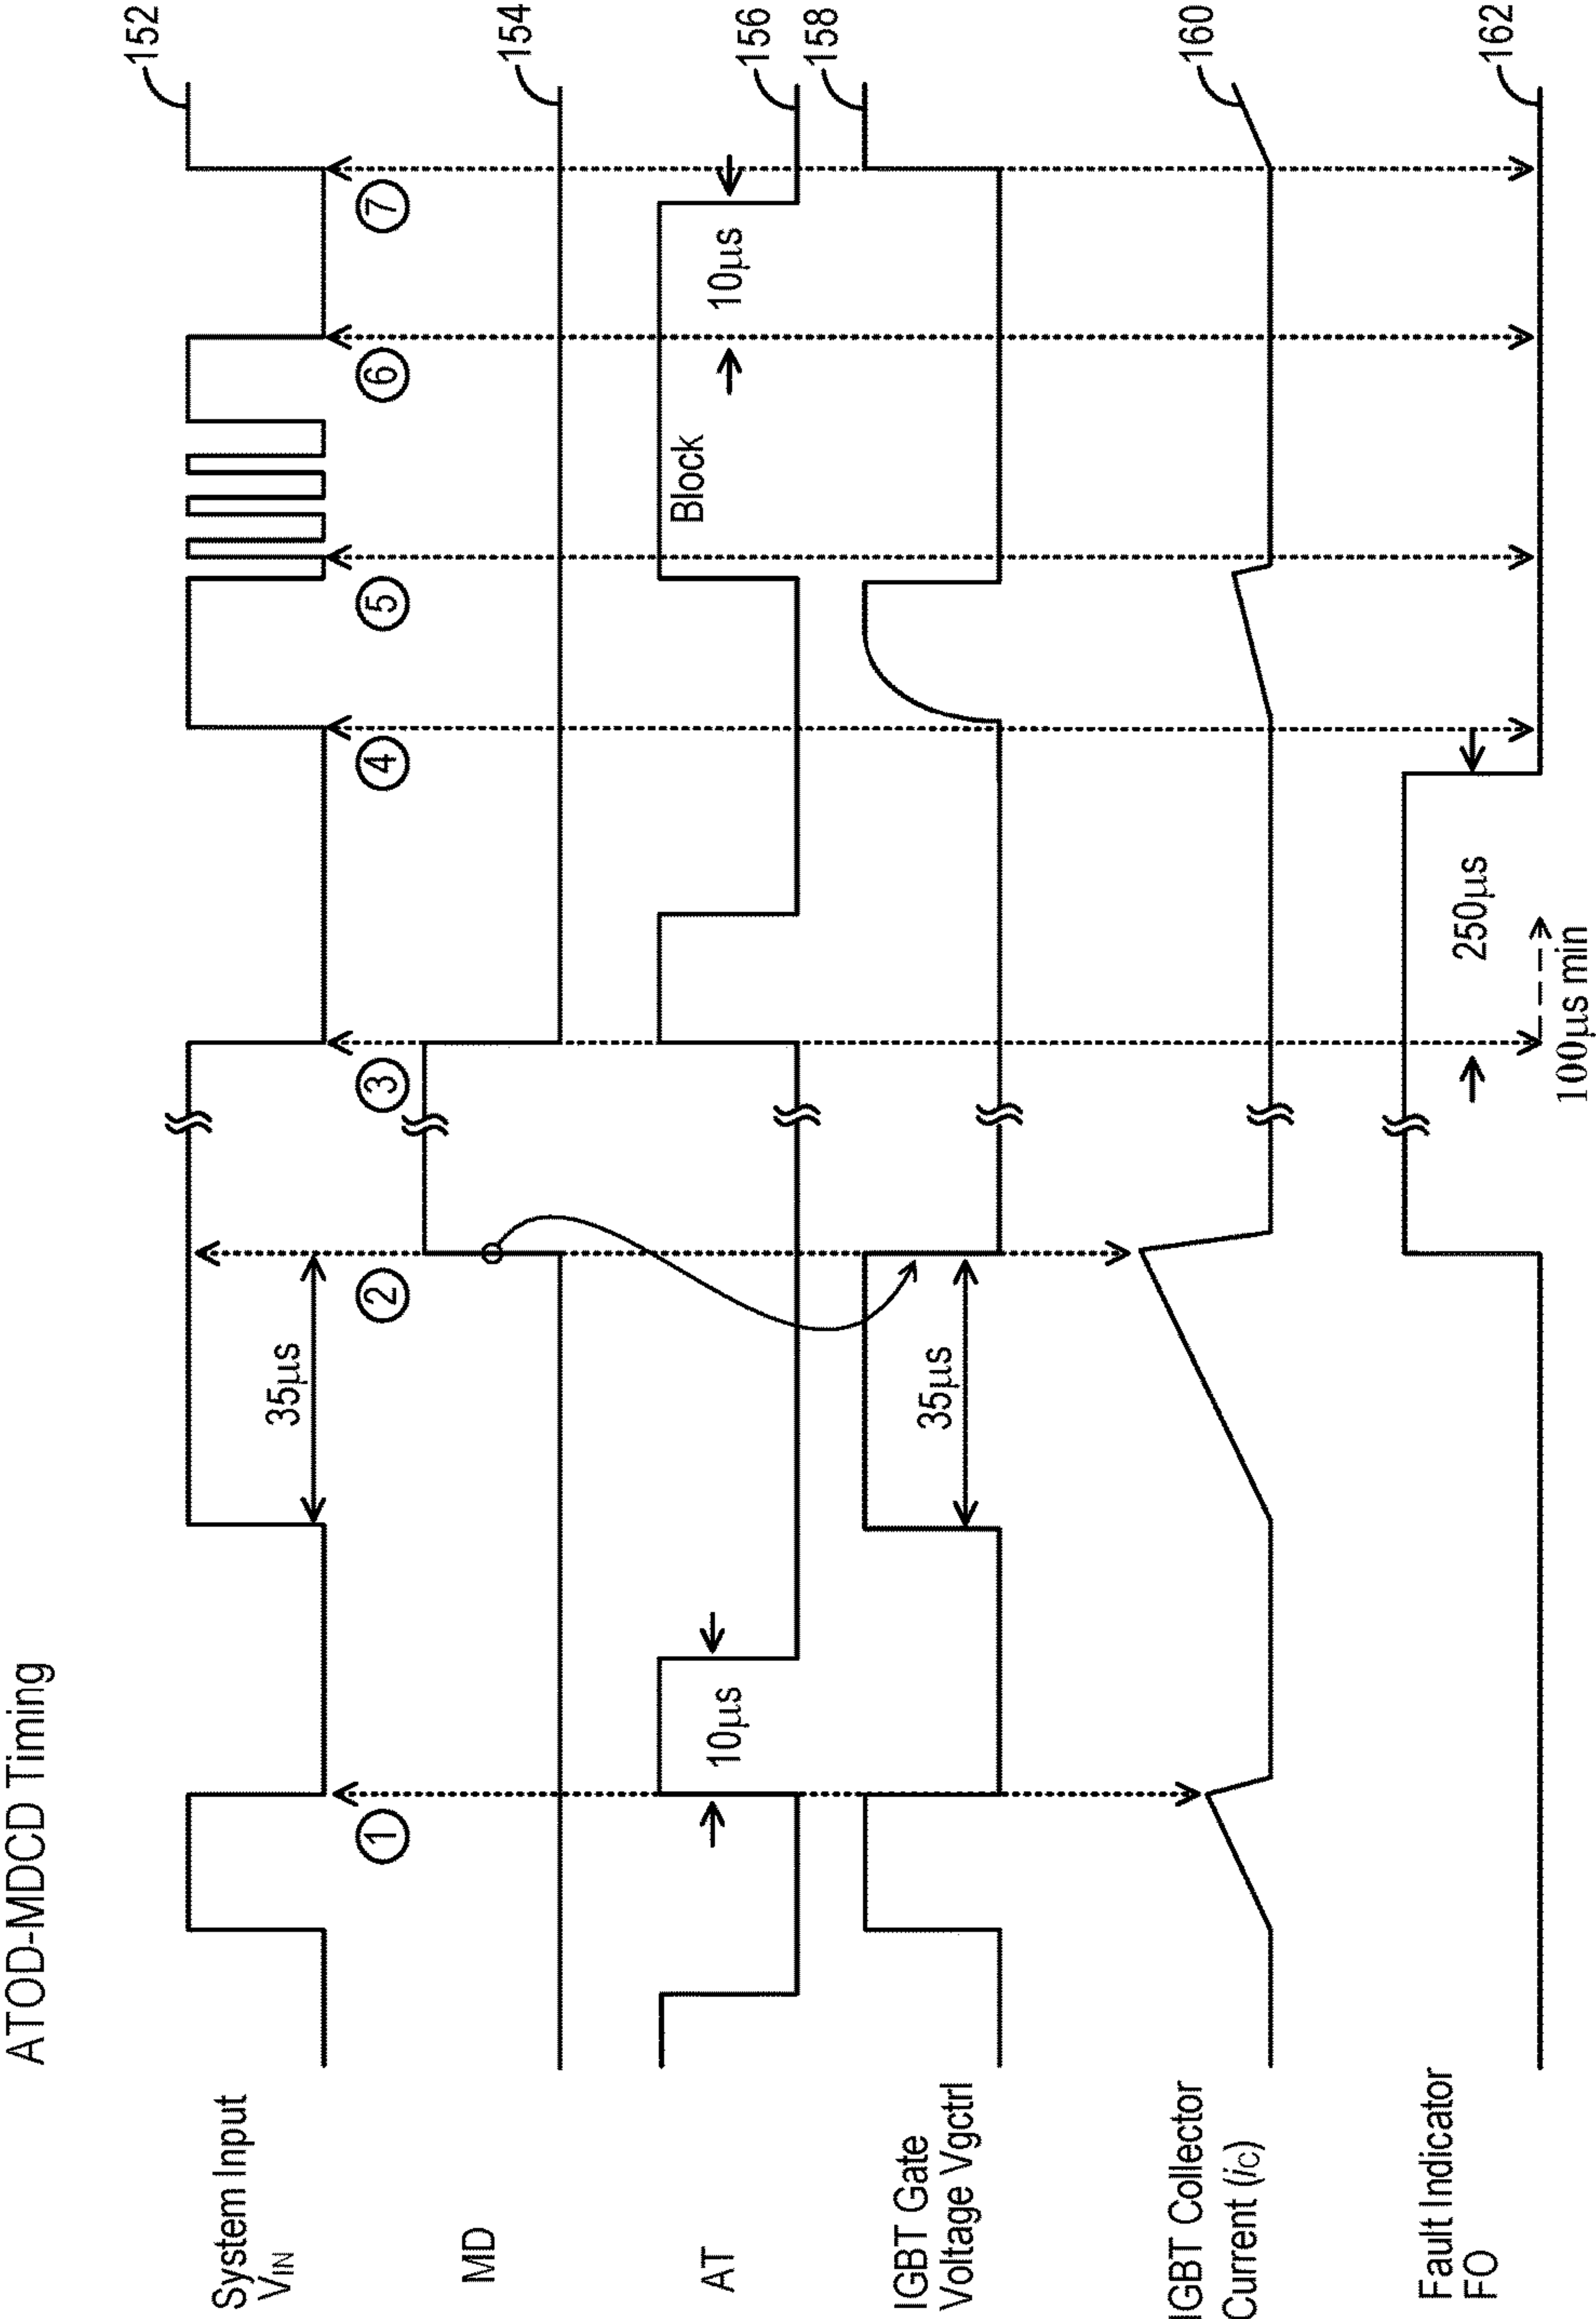 ATOD-MDCD Timing
System Input
VIN
35µs
152
1
2
3
4
5
6
7
MD
154
AT
10µs
Block
10µs
156
IGBT Gate
Voltage Vgctrl
35µs
158
IGBT Collector
Current (iC)
160
Fault Indicator
FO
250µs
100µs min
162